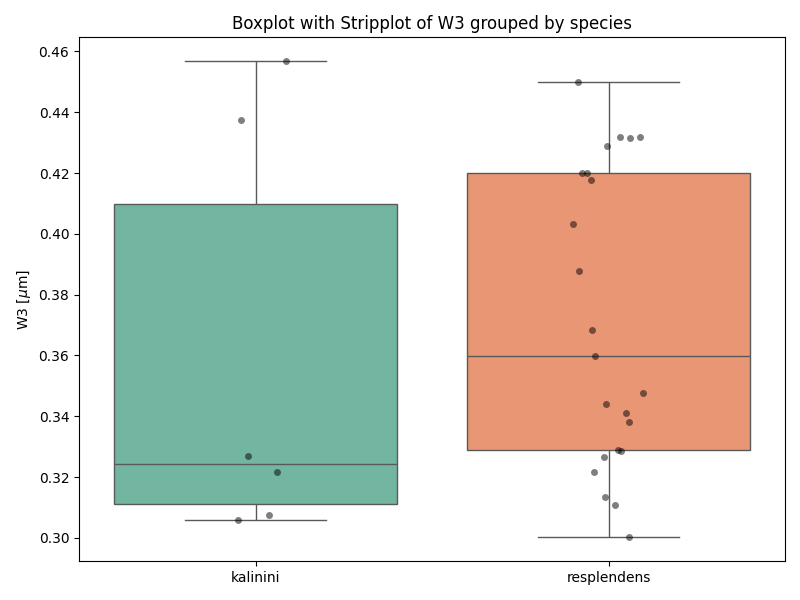 Boxplot with Stripplot of W3 grouped by species
0.46
0.44
0.42
0.40
0.38
0.36
0.34
0.32
0.30
W3 [μm]
kalinini
resplendens